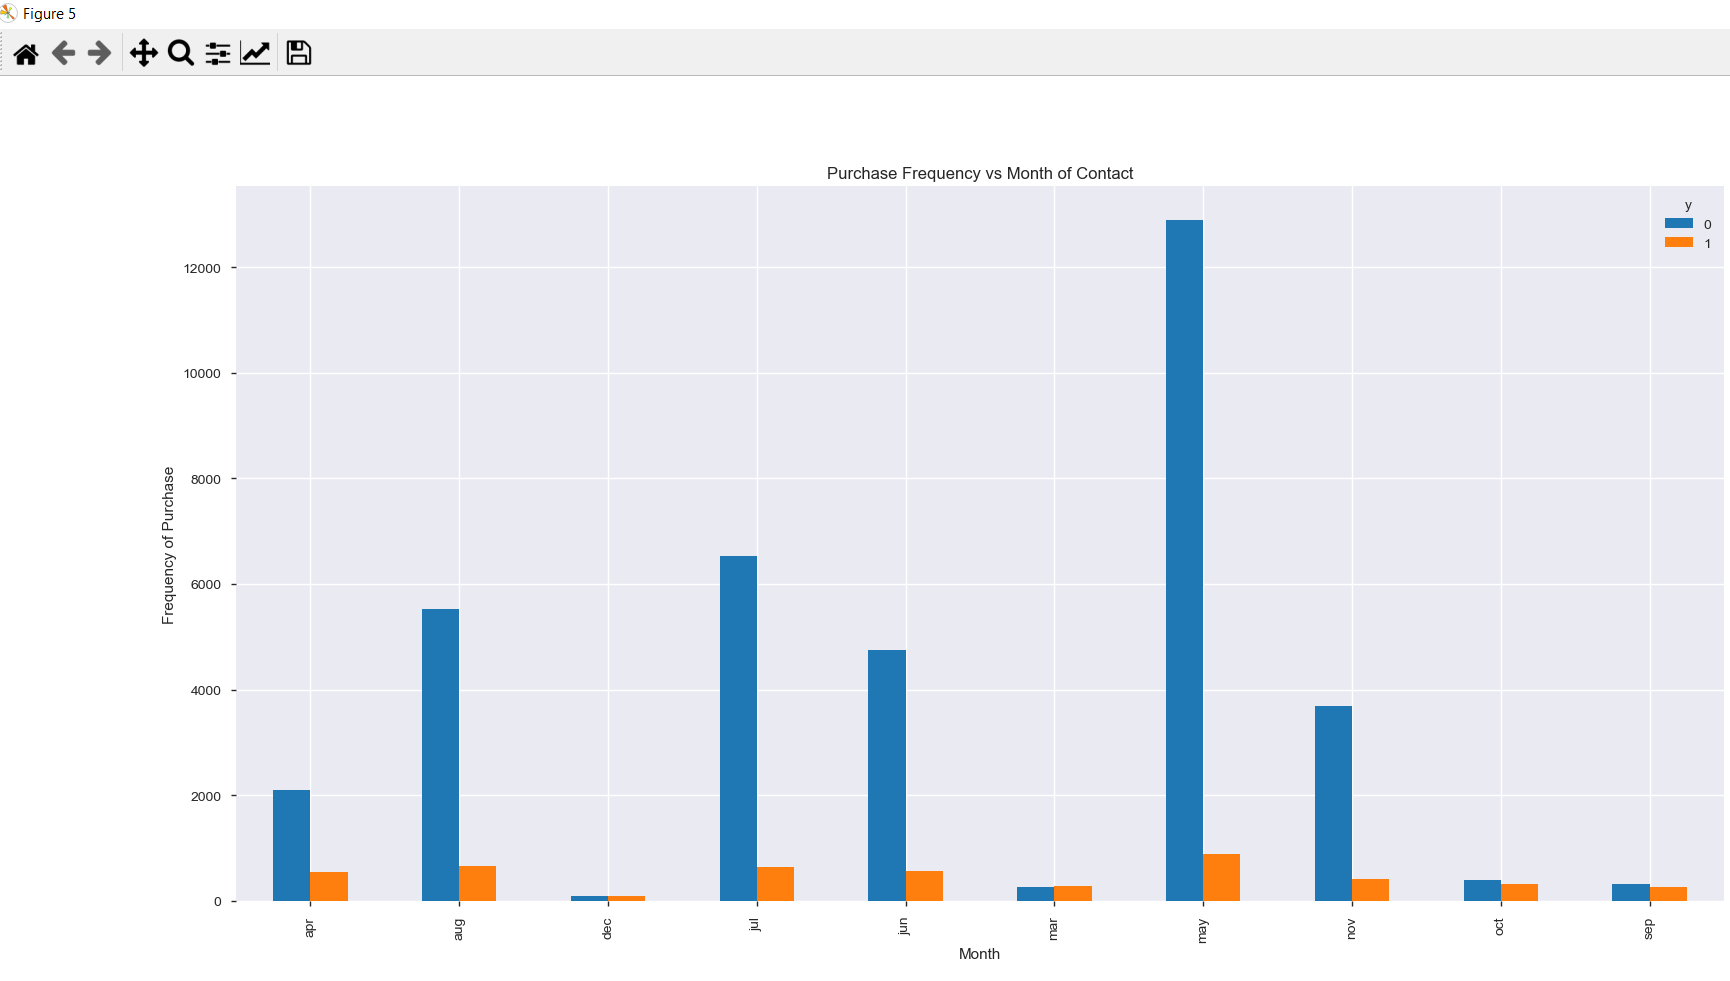 Figure 5
Purchase Frequency vs Month of Contact
y
0
1
12000
10000
8000
6000
4000
2000
0
Frequency of Purchase
apr
aug
dec
jul
jun
mar
may
nov
oct
sep
Month